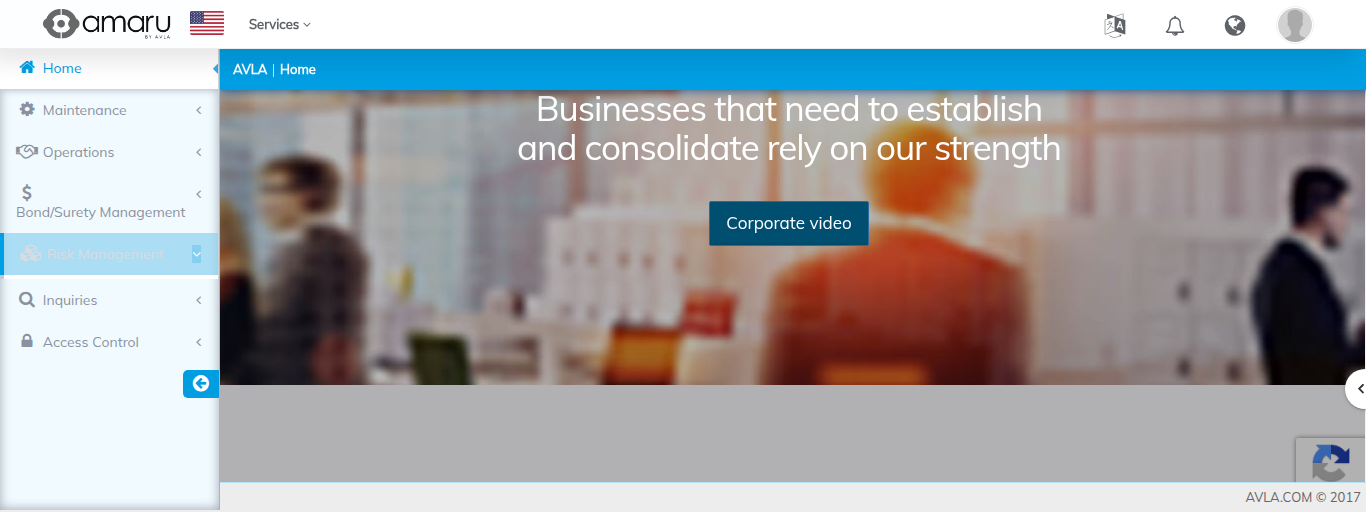 amaru
BY AVLA
Services
Home
AVLA | Home
Maintenance
Operations
Bond/Surety Management
Risk Management
Inquiries
Access Control
Businesses that need to establish
and consolidate rely on our strength
Corporate video
AVLA.COM © 2017